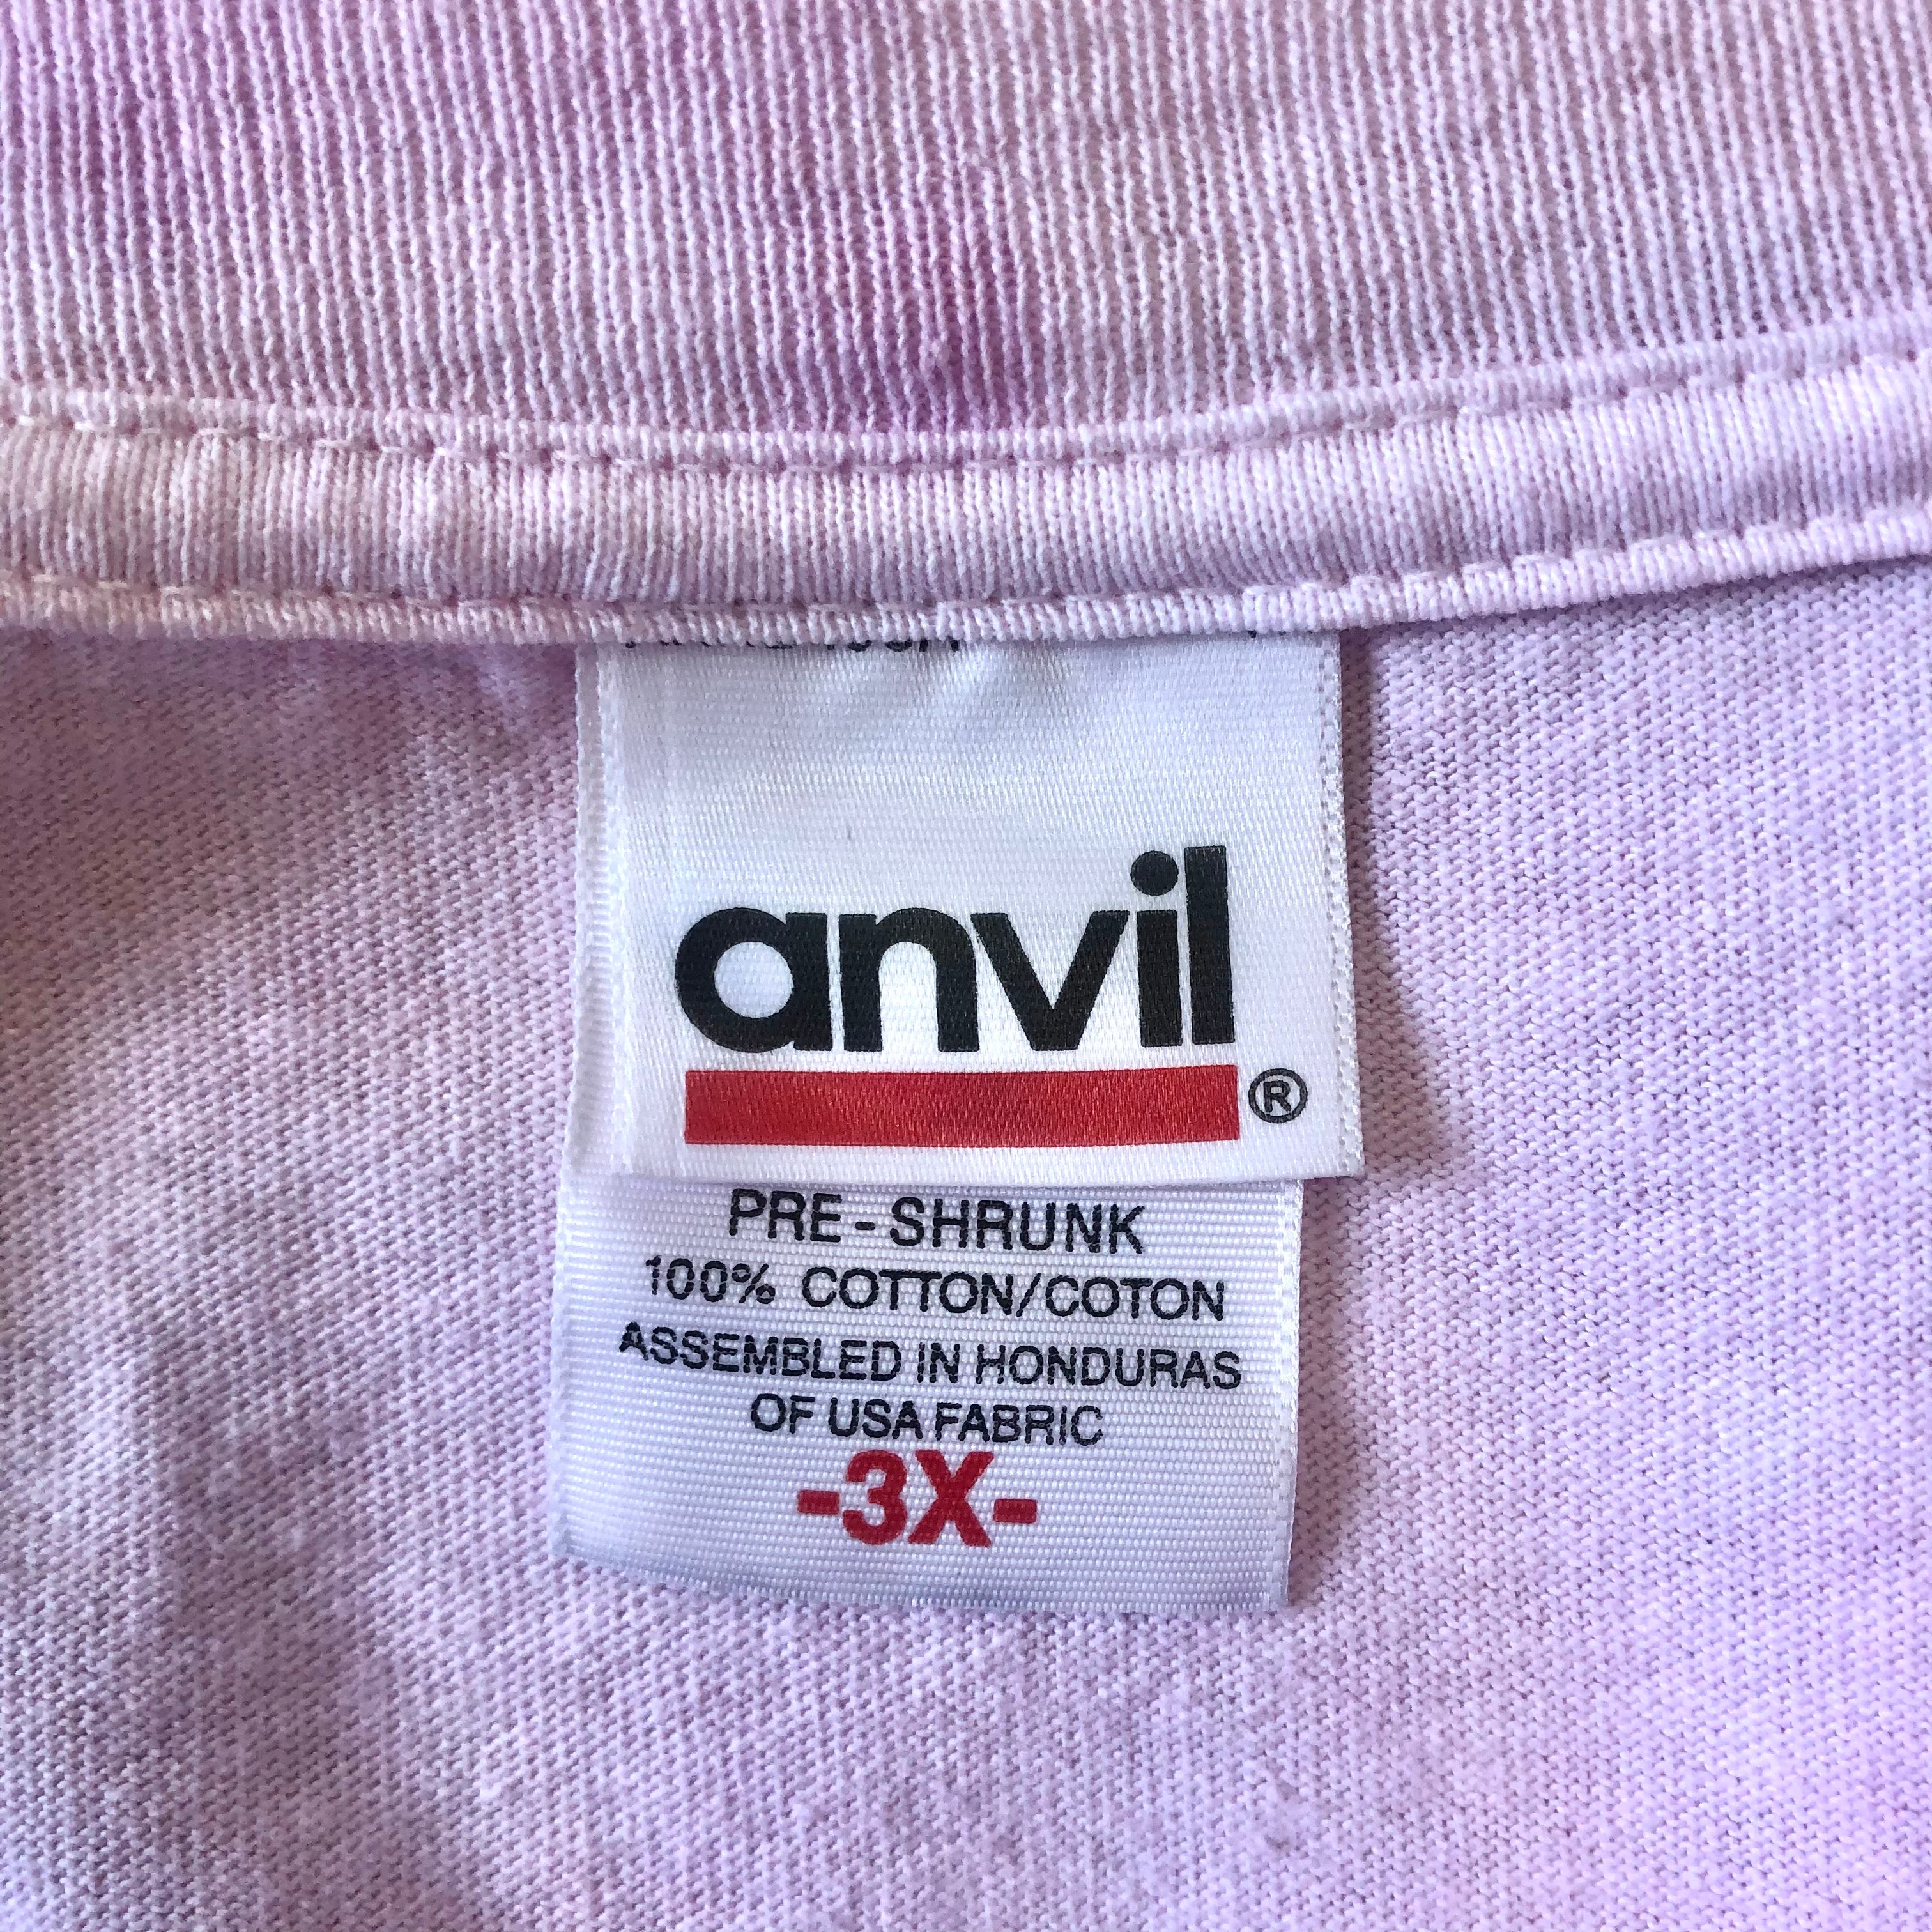 anvil
®
PRE-SHRUNK
100% COTTON/COTON
ASSEMBLED IN HONDURAS
OF USA FABRIC
-3X-